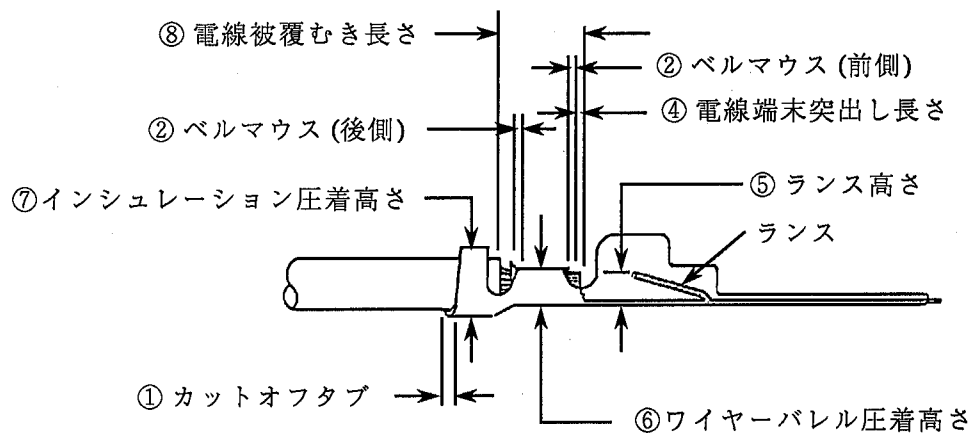 ⑧ 電線被覆むき長さ
② ベルマウス (前側)
④ 電線端末突出し長さ
② ベルマウス (後側)
⑤ ランス高さ
⑦インシュレーション圧着高さ
ランス
① カットオフタブ
⑥ワイヤーバレル圧着高さ